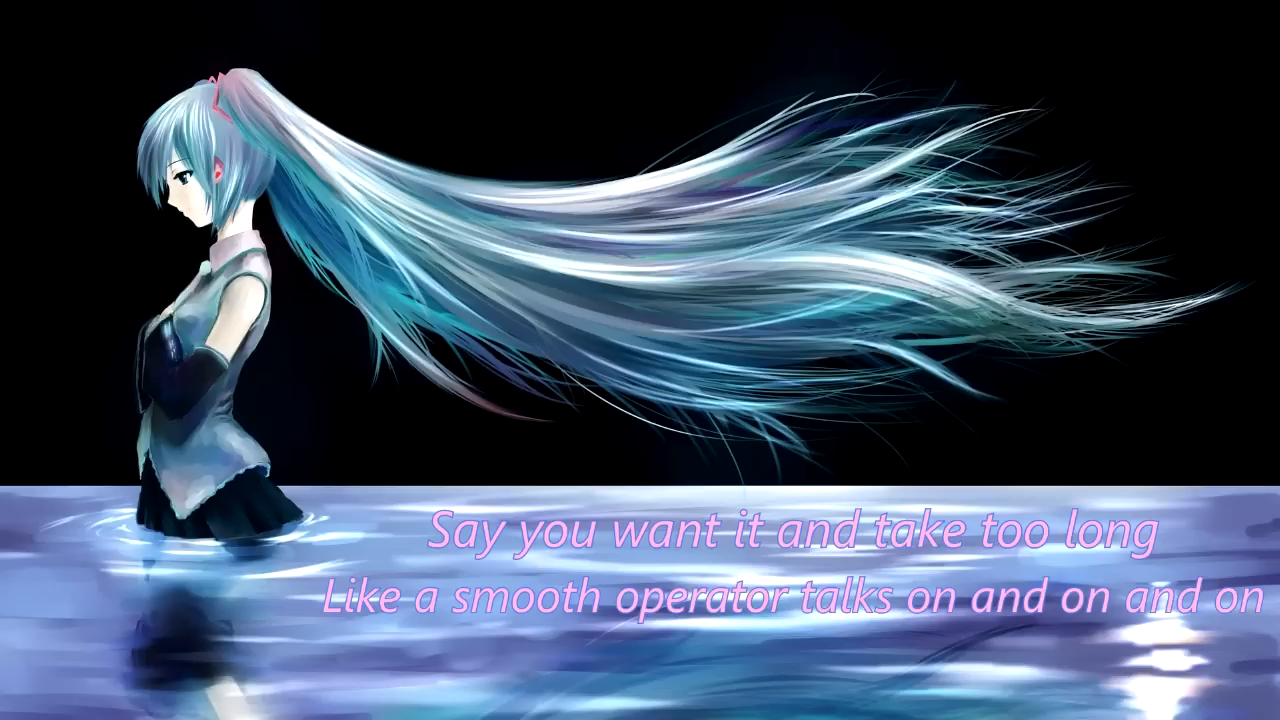 Say you want it and take too long
Like a smooth operator talks on and on and on